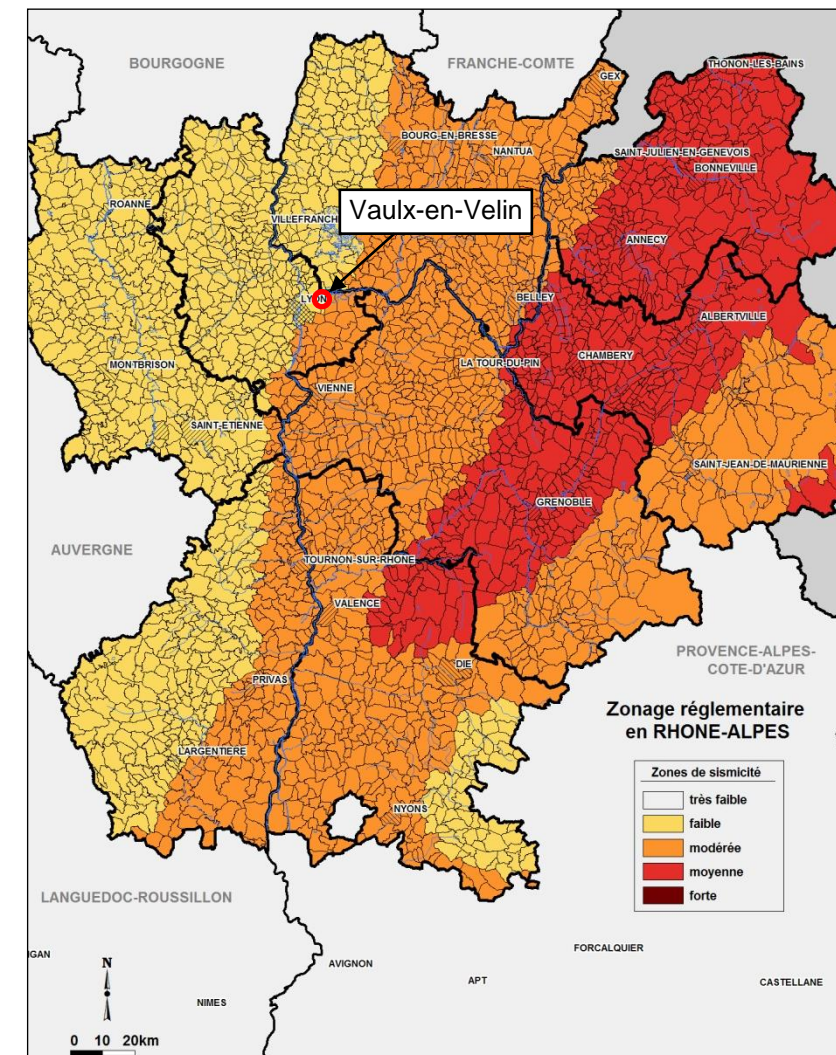 BOURGOGNE
FRANCHE-COMTE
THONON-LES-BAINS
GEX
BOURG-EN-BRESSE
NANTUA
SAINT-JULIEN-EN-GENEVOIS
BONNEVILLE
ROANNE
VILLEFRANCH
Vaulx-en-Velin
ANNECY
LYON
BELLEY
ALBERTVILLE
MONTBRISON
LA TOUR-DU-PIN
CHAMBERY
VIENNE
SAINT-ETIENNE
SAINT-JEAN-DE-MAURIENNE
GRENOBLE
AUVERGNE
TOURNON-SUR-RHONE
VALENCE
PROVENCE-ALPES-
COTE-D'AZUR
DIE
PRIVAS
Zonage réglementaire
en RHONE-ALPES
LARGENTIERE
Zones de sismicité
très faible
faible
modérée
moyenne
forte
NYONS
LANGUEDOC-ROUSSILLON
FORCALQUIER
IGAN
AVIGNON
APT
CASTELLANE
N
NIMES
0 10 20km